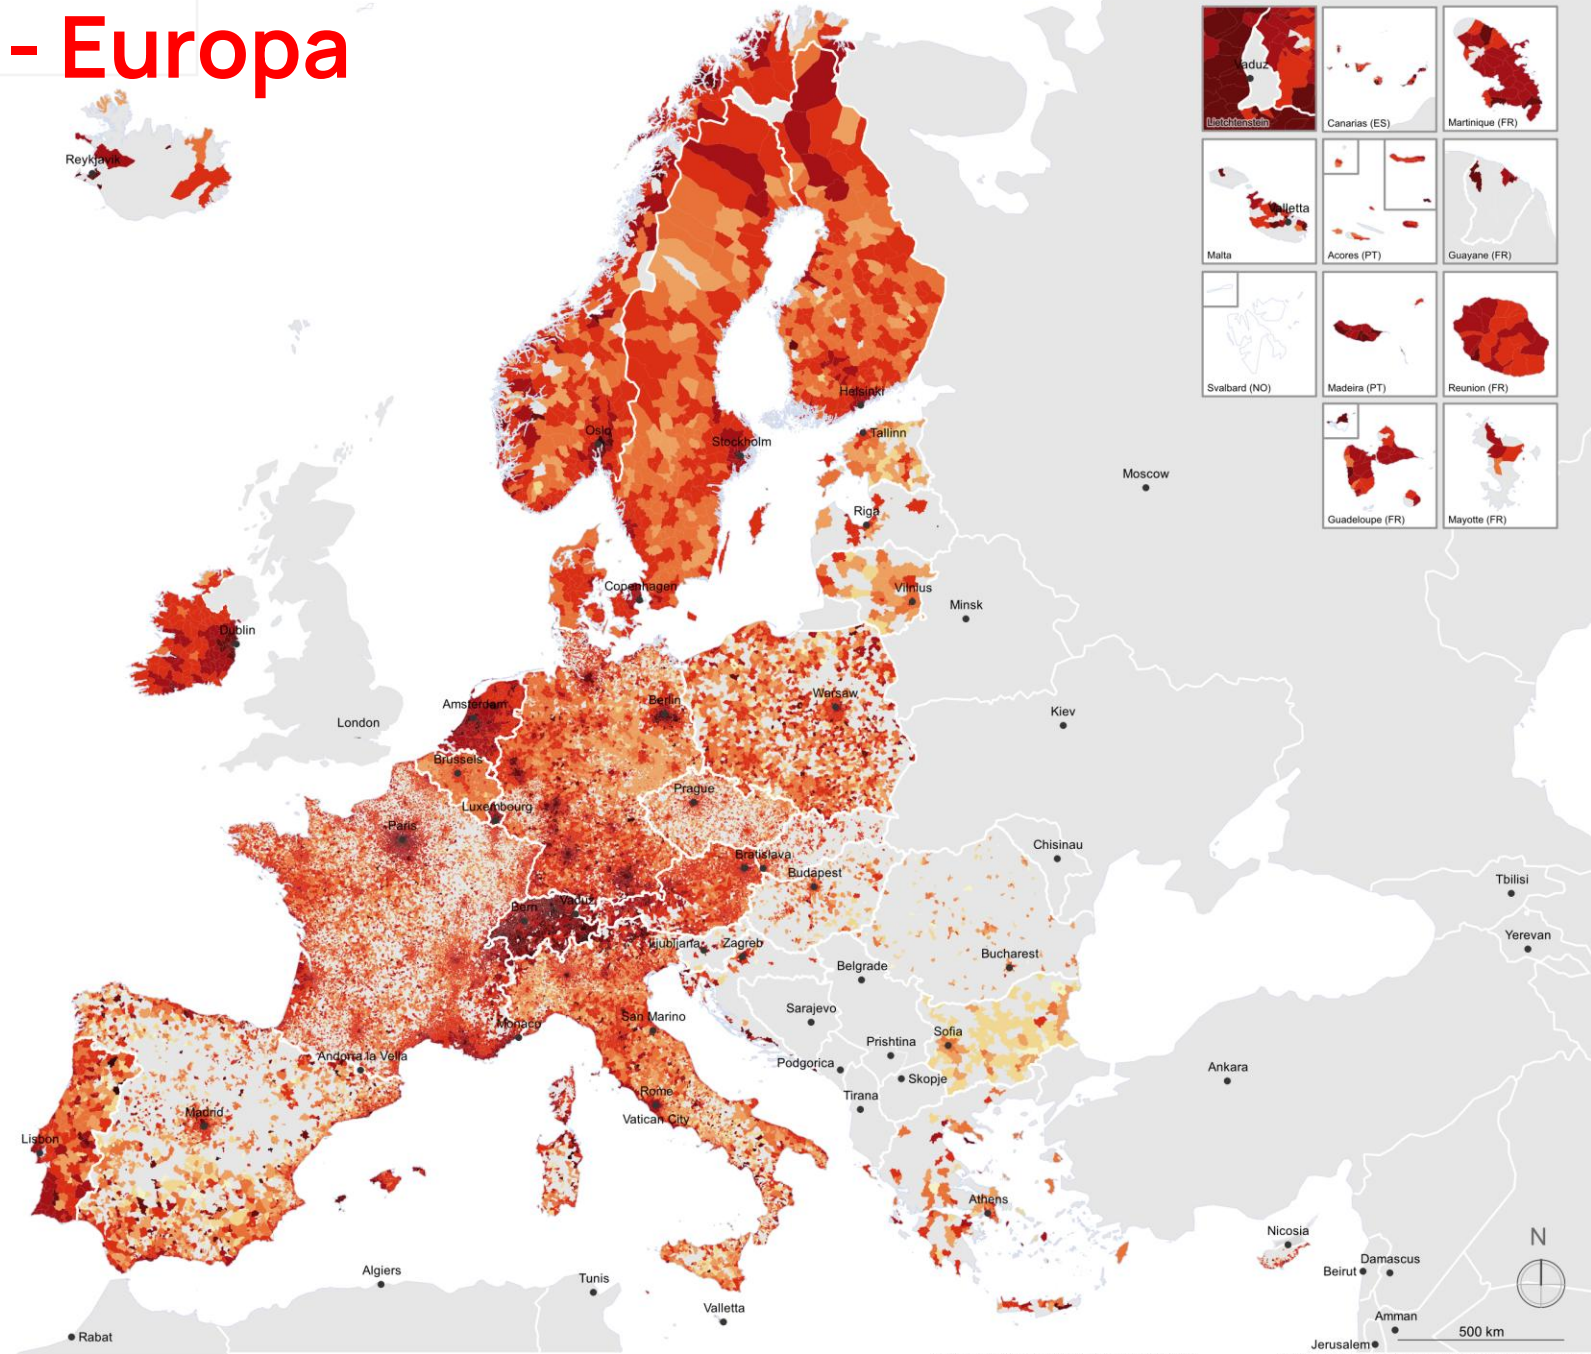 - Europa
Reykjavik
Oslo
Stockholm
Helsinki
Tallinn
Riga
Moscow
Copenhagen
Vilnius
Minsk
Dublin
London
Amsterdam
Berlin
Warsaw
Kiev
Brussels
Luxembourg
Prague
Paris
Bratislava
Budapest
Chisinau
Bern
Vaduz
Ljubljana
Zagreb
Belgrade
Bucharest
Tbilisi
Yerevan
San Marino
Monaco
Sarajevo
Sofia
Prishtina
Andorra la Vella
Podgorica
Skopje
Ankara
Rome
Tirana
Madrid
Vatican City
Lisbon
Athens
Nicosia
Damascus
Beirut
Algiers
Tunis
Valletta
Rabat
Amman
Jerusalem
N
500 km
Vaduz
Lietchtenstein
Canarias (ES)
Martinique (FR)
Valletta
Malta
Acores (PT)
Guayane (FR)
Svalbard (NO)
Madeira (PT)
Reunion (FR)
Guadeloupe (FR)
Mayotte (FR)